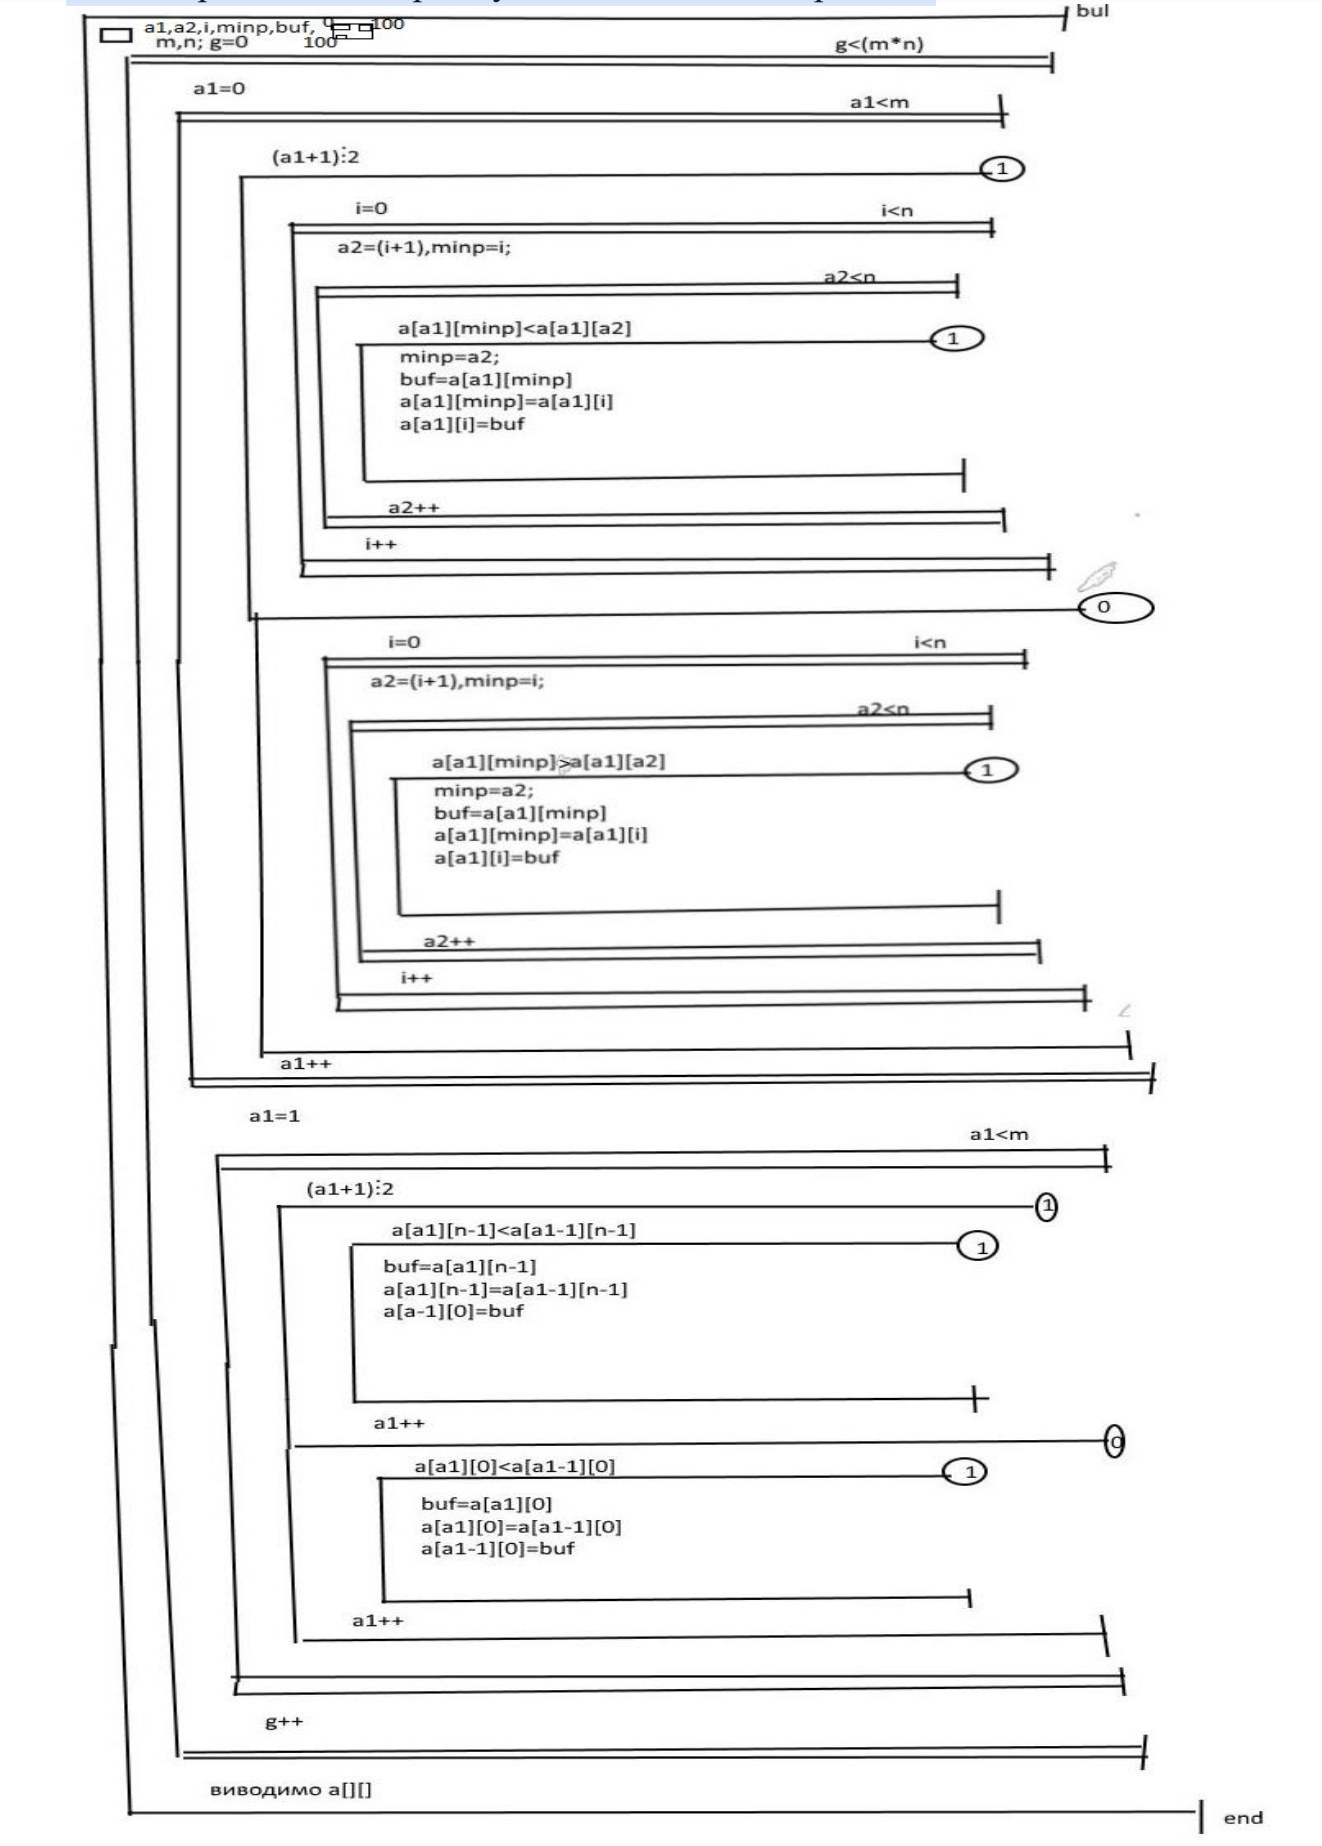 bul
a1,a2,i,minp,buf, 100
m,n; g=0 100
g<(m*n)
a1=0
a1<m
(a1+1)⋮2
1
i=0 i<n
a2=(i+1),minp=i;
a2<n
a[a1][minp]<a[a1][a2]
1
minp=a2;
buf=a[a1][minp]
a[a1][minp]=a[a1][i]
a[a1][i]=buf
a2++
i++
0
i=0 i<n
a2=(i+1),minp=i;
a2<n
a[a1][minp]>a[a1][a2]
1
minp=a2;
buf=a[a1][minp]
a[a1][minp]=a[a1][i]
a[a1][i]=buf
a2++
i++
a1++
a1=1
a1<m
(a1+1)⋮2
1
a[a1][n-1]<a[a1-1][n-1]
1
buf=a[a1][n-1]
a[a1][n-1]=a[a1-1][n-1]
a[a-1][0]=buf
a1++
0
a[a1][0]<a[a1-1][0]
1
buf=a[a1][0]
a[a1][0]=a[a1-1][0]
a[a1-1][0]=buf
a1++
g++
виводимо a[][]
end